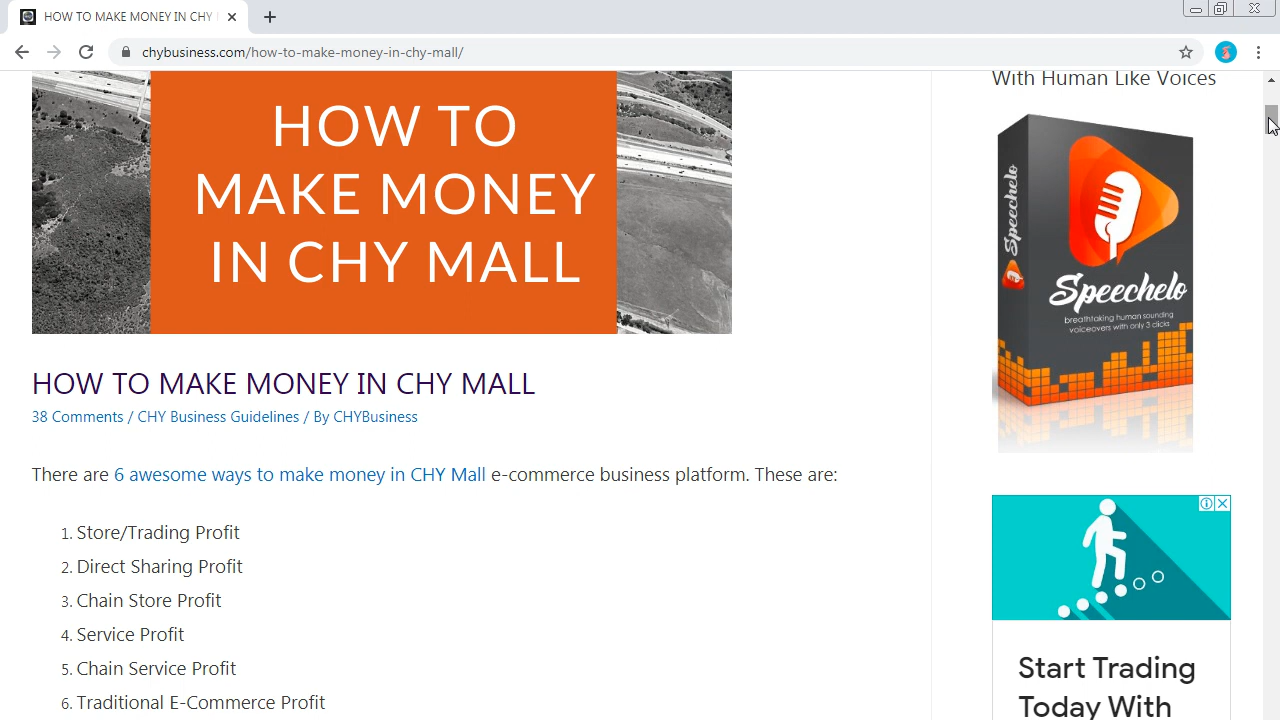 HOW TO MAKE MONEY IN CHY
chybusiness.com/how-to-make-money-in-chy-mall/
HOW TO
MAKE MONEY
IN CHY MALL
HOW TO MAKE MONEY IN CHY MALL
38 Comments / CHY Business Guidelines / By CHYBusiness
There are 6 awesome ways to make money in CHY Mall e-commerce business platform. These are:
1. Store/Trading Profit
2. Direct Sharing Profit
3. Chain Store Profit
4. Service Profit
5. Chain Service Profit
6. Traditional E-Commerce Profit
With Human Like Voices
Speechelo
Speechelo
breathtaking human sounding
voiceovers with only 3 clicks
Start Trading
Today With